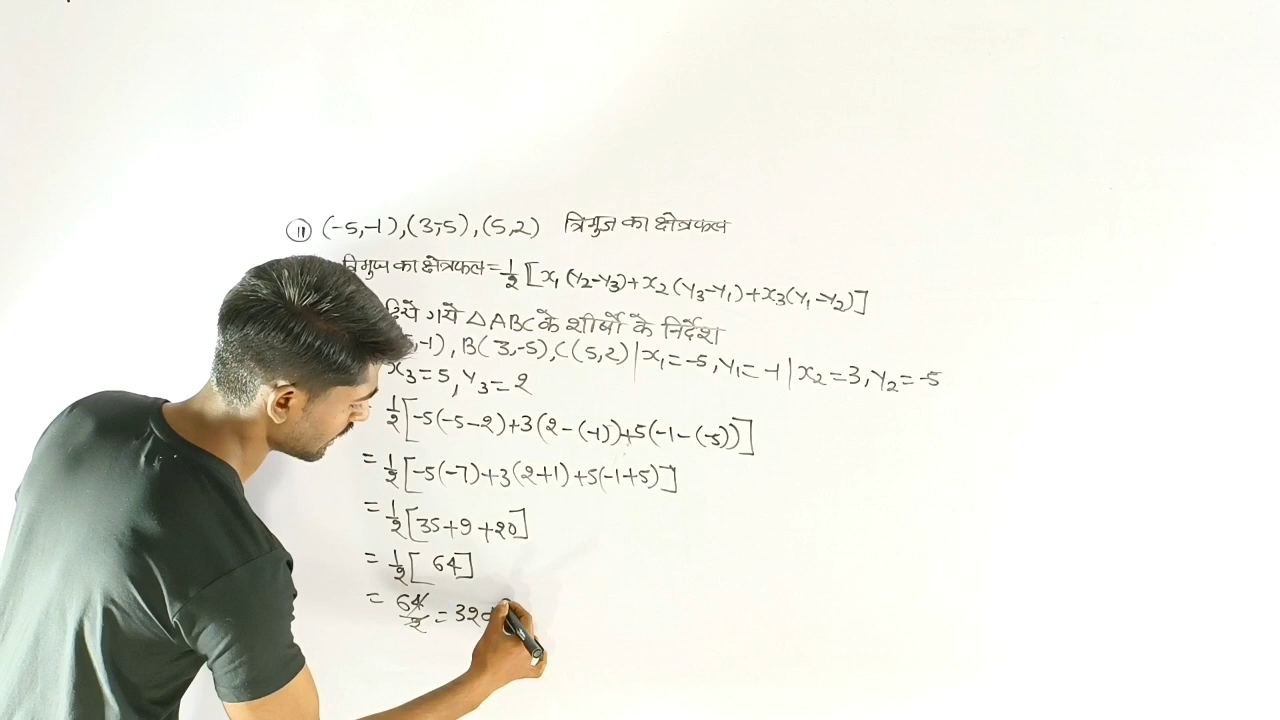 (ii) (-5,-1),(3,-5),(5,2) त्रिभुज का क्षेत्रफल
त्रिभुज का क्षेत्रफल = 1/2 [x₁(y₂-y₃)+x₂(y₃-y₁)+x₃(y₁-y₂)]
दिये गये △ABC के शीर्षों के निर्देश
,-1), B(3,-5), C(5,2) | x₁=-5, y₁=-1 | x₂=3, y₂=-5
x₃=5, y₃=2
1/2 [-5(-5-2)+3(2-(-1))+5(-1-(-5))]
= 1/2 [-5(-7)+3(2+1)+5(-1+5)]
= 1/2 [35+9+20]
= 1/2 [64]
= 64/2 = 32